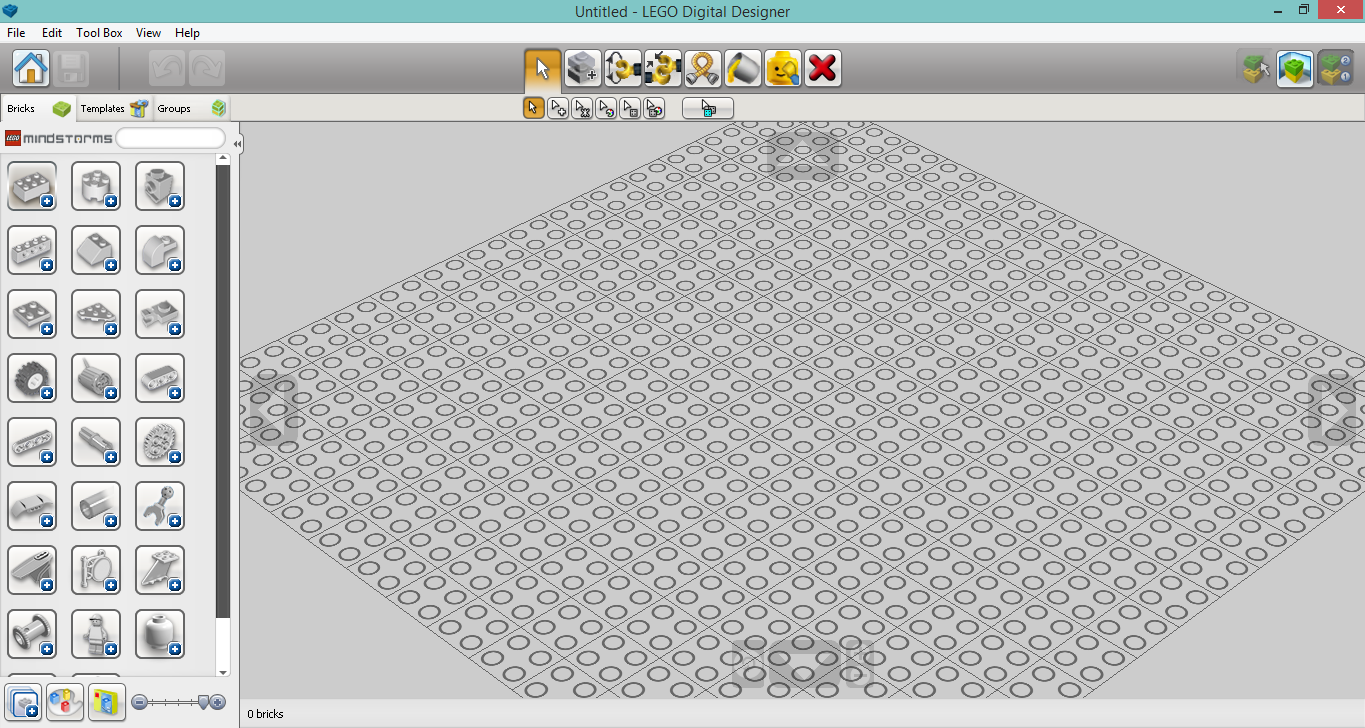 Untitled - LEGO Digital Designer
File Edit Tool Box View Help
Bricks Templates Groups
LEGO mindstorms
0 bricks